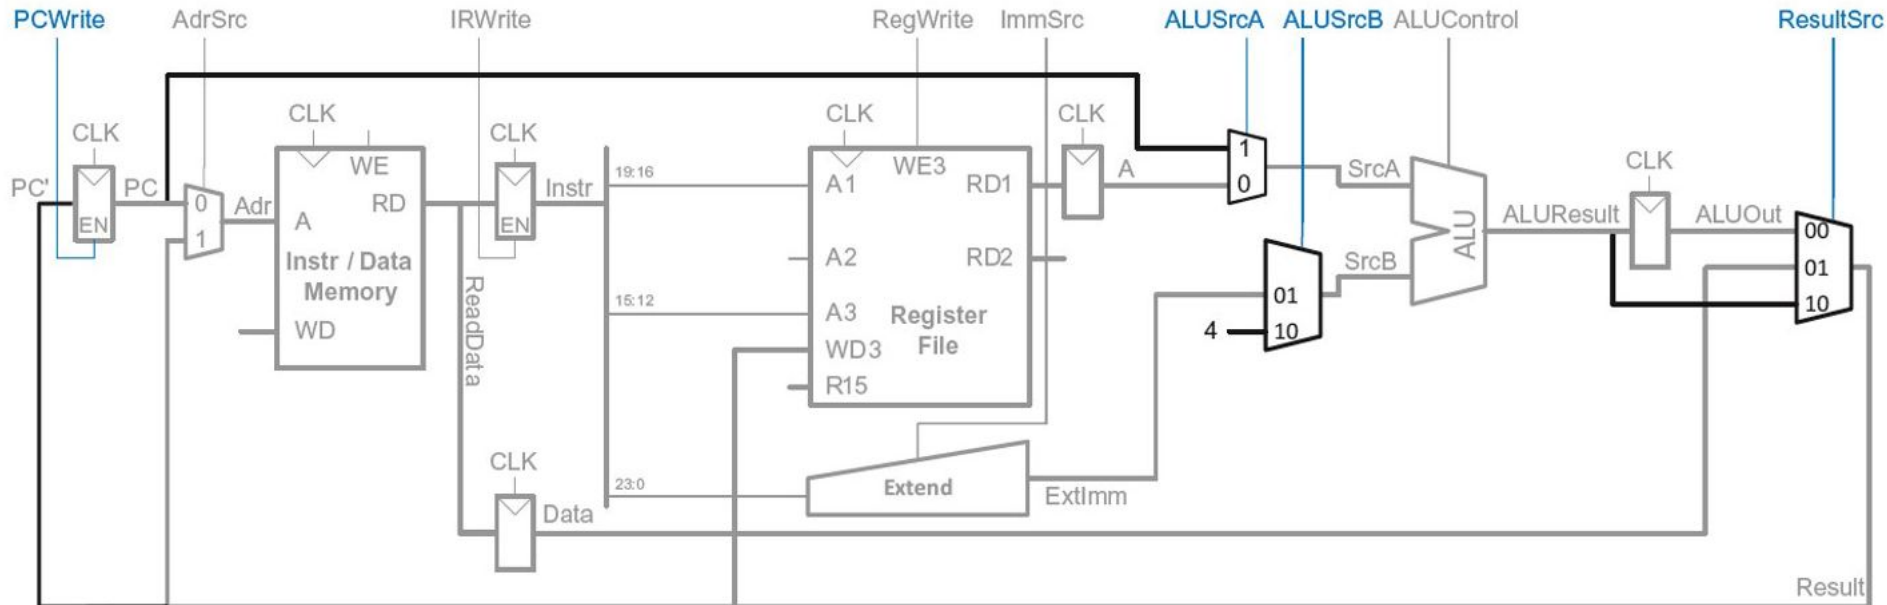 PCWrite AdrSrc IRWrite RegWrite ImmSrc ALUSrcA ALUSrcB ALUControl ResultSrc
CLK CLK CLK CLK CLK CLK
PC' PC EN
0 1 Adr
WE
A RD
Instr / Data
Memory
WD
EN Instr
ReadData
19:16
15:12
23:0
WE3
A1 RD1
A2 RD2
A3 Register
File
WD3
R15
A
1
0
SrcA
01
4 10
SrcB
ALU
ALUResult
ALUOut
00
01
10
CLK
Data
Extend
ExtImm
Result